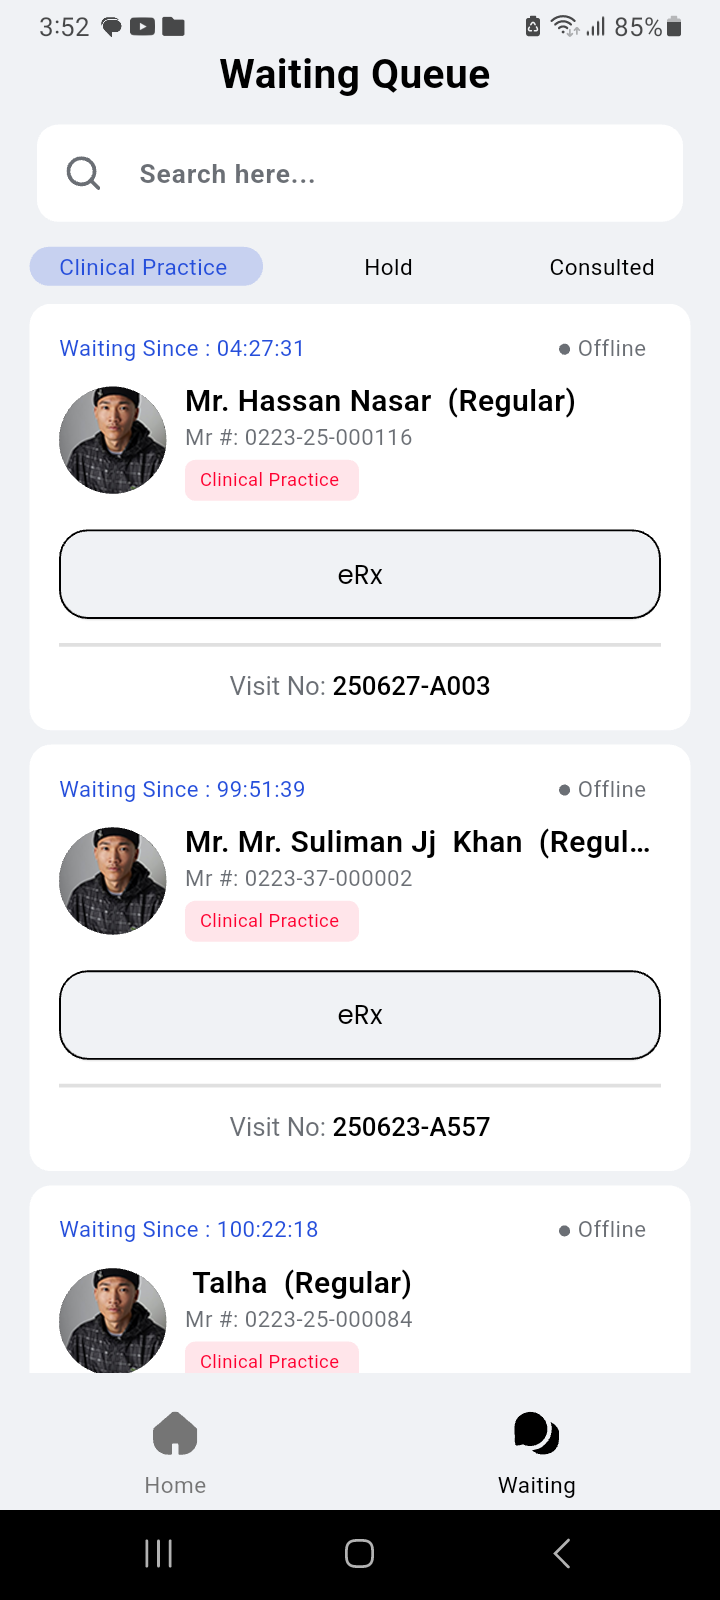 3:52 85%
Waiting Queue
Search here...
Clinical Practice Hold Consulted
Waiting Since : 04:27:31 Offline
Mr. Hassan Nasar (Regular)
Mr #: 0223-25-000116
Clinical Practice
eRx
Visit No: 250627-A003
Waiting Since : 99:51:39 Offline
Mr. Mr. Suliman Jj Khan (Regul...
Mr #: 0223-37-000002
Clinical Practice
eRx
Visit No: 250623-A557
Waiting Since : 100:22:18 Offline
Talha (Regular)
Mr #: 0223-25-000084
Clinical Practice
Home Waiting